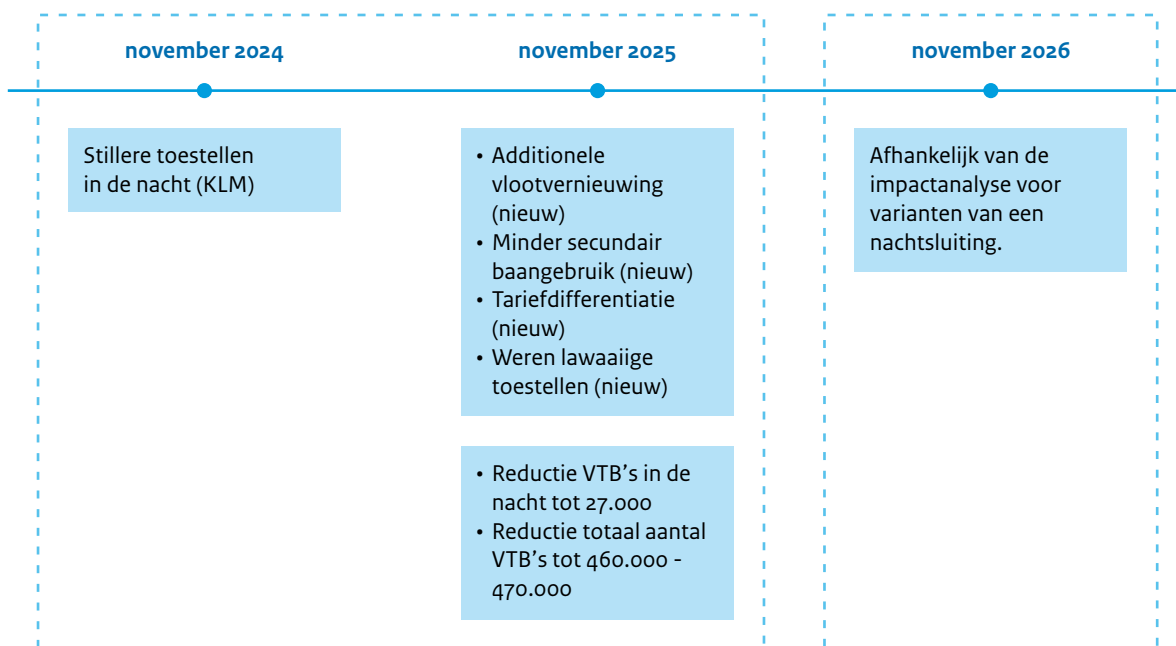 november 2024
november 2025
november 2026
Stillere toestellen
in de nacht (KLM)
• Additionele
vlootvernieuwing
(nieuw)
• Minder secundair
baangebruik (nieuw)
• Tariefdifferentiatie
(nieuw)
• Weren lawaaiige
toestellen (nieuw)
• Reductie VTB's in de
nacht tot 27.000
• Reductie totaal aantal
VTB's tot 460.000 -
470.000
Afhankelijk van de
impactanalyse voor
varianten van een
nachtsluiting.